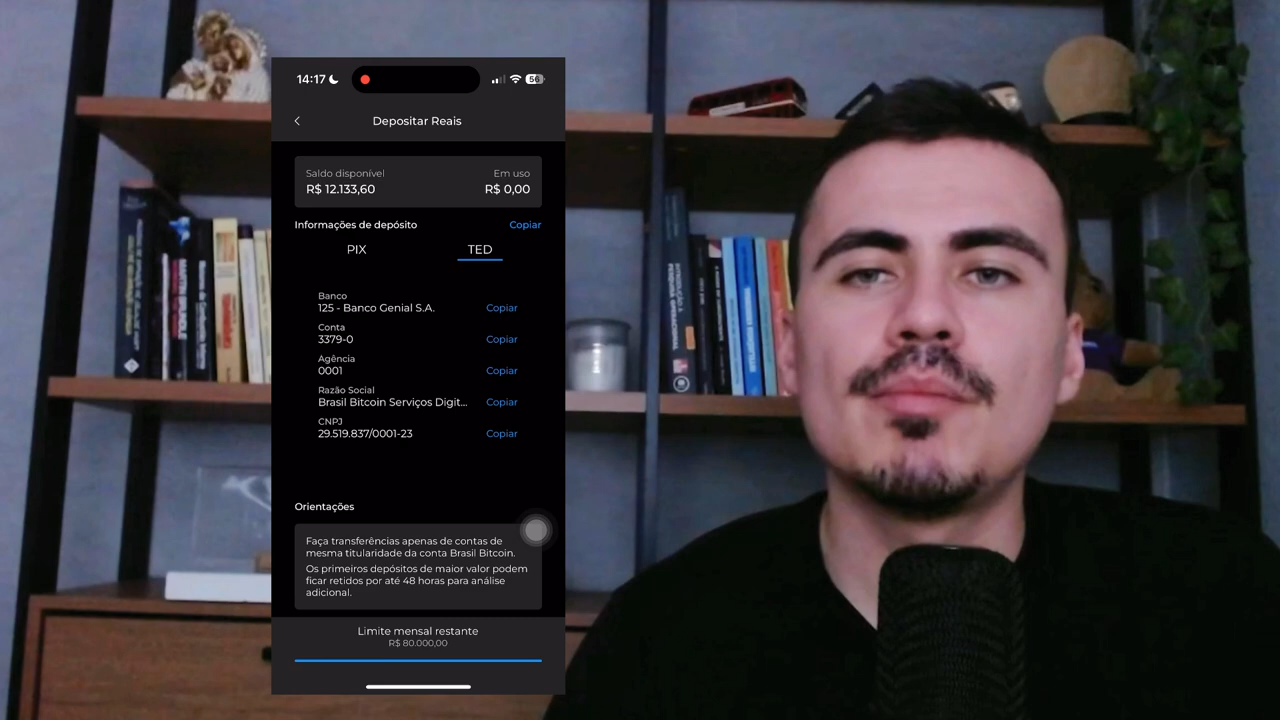 14:17
56
Depositar Reais
Saldo disponível Em uso
R$ 12.133,60 R$ 0,00
Informações de depósito Copiar
PIX TED
Banco
125 - Banco Genial S.A. Copiar
Conta
3379-0 Copiar
Agência
0001 Copiar
Razão Social
Brasil Bitcoin Serviços Digit... Copiar
CNPJ
29.519.837/0001-23 Copiar
Orientações
Faça transferências apenas de contas de
mesma titularidade da conta Brasil Bitcoin.
Os primeiros depósitos de maior valor podem
ficar retidos por até 48 horas para análise
adicional.
Limite mensal restante
R$ 80.000,00